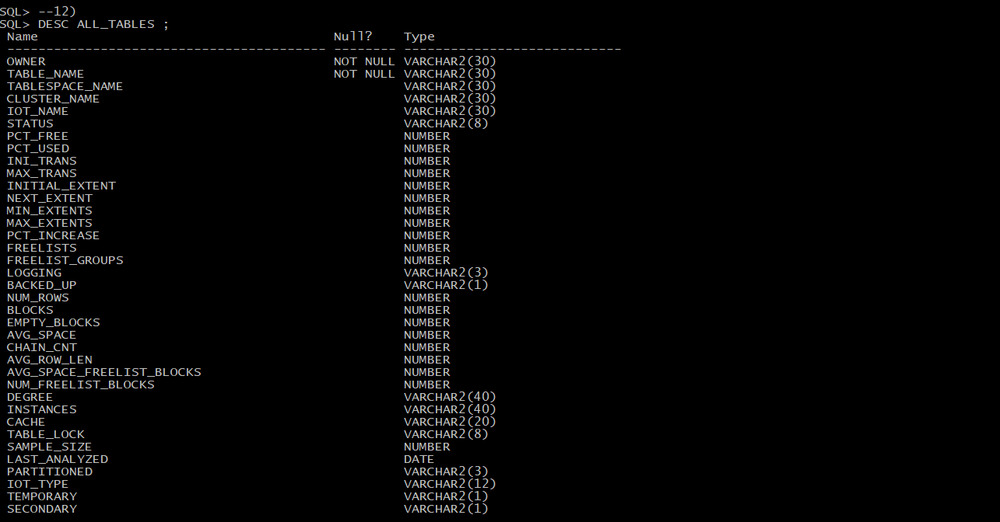 SQL> --12)
SQL> DESC ALL_TABLES ;
 Name                                      Null?    Type
 ----------------------------------------- -------- ----------------------------
 OWNER                                     NOT NULL VARCHAR2(30)
 TABLE_NAME                                NOT NULL VARCHAR2(30)
 TABLESPACE_NAME                                    VARCHAR2(30)
 CLUSTER_NAME                                       VARCHAR2(30)
 IOT_NAME                                           VARCHAR2(30)
 STATUS                                             VARCHAR2(8)
 PCT_FREE                                           NUMBER
 PCT_USED                                           NUMBER
 INI_TRANS                                          NUMBER
 MAX_TRANS                                          NUMBER
 INITIAL_EXTENT                                     NUMBER
 NEXT_EXTENT                                        NUMBER
 MIN_EXTENTS                                        NUMBER
 MAX_EXTENTS                                        NUMBER
 PCT_INCREASE                                       NUMBER
 FREELISTS                                          NUMBER
 FREELIST_GROUPS                                    NUMBER
 LOGGING                                            VARCHAR2(3)
 BACKED_UP                                          VARCHAR2(1)
 NUM_ROWS                                           NUMBER
 BLOCKS                                             NUMBER
 EMPTY_BLOCKS                                       NUMBER
 AVG_SPACE                                          NUMBER
 CHAIN_CNT                                          NUMBER
 AVG_ROW_LEN                                        NUMBER
 AVG_SPACE_FREELIST_BLOCKS                          NUMBER
 NUM_FREELIST_BLOCKS                                NUMBER
 DEGREE                                             VARCHAR2(40)
 INSTANCES                                          VARCHAR2(40)
 CACHE                                              VARCHAR2(20)
 TABLE_LOCK                                         VARCHAR2(8)
 SAMPLE_SIZE                                        NUMBER
 LAST_ANALYZED                                      DATE
 PARTITIONED                                        VARCHAR2(3)
 IOT_TYPE                                           VARCHAR2(12)
 TEMPORARY                                          VARCHAR2(1)
 SECONDARY                                          VARCHAR2(1)